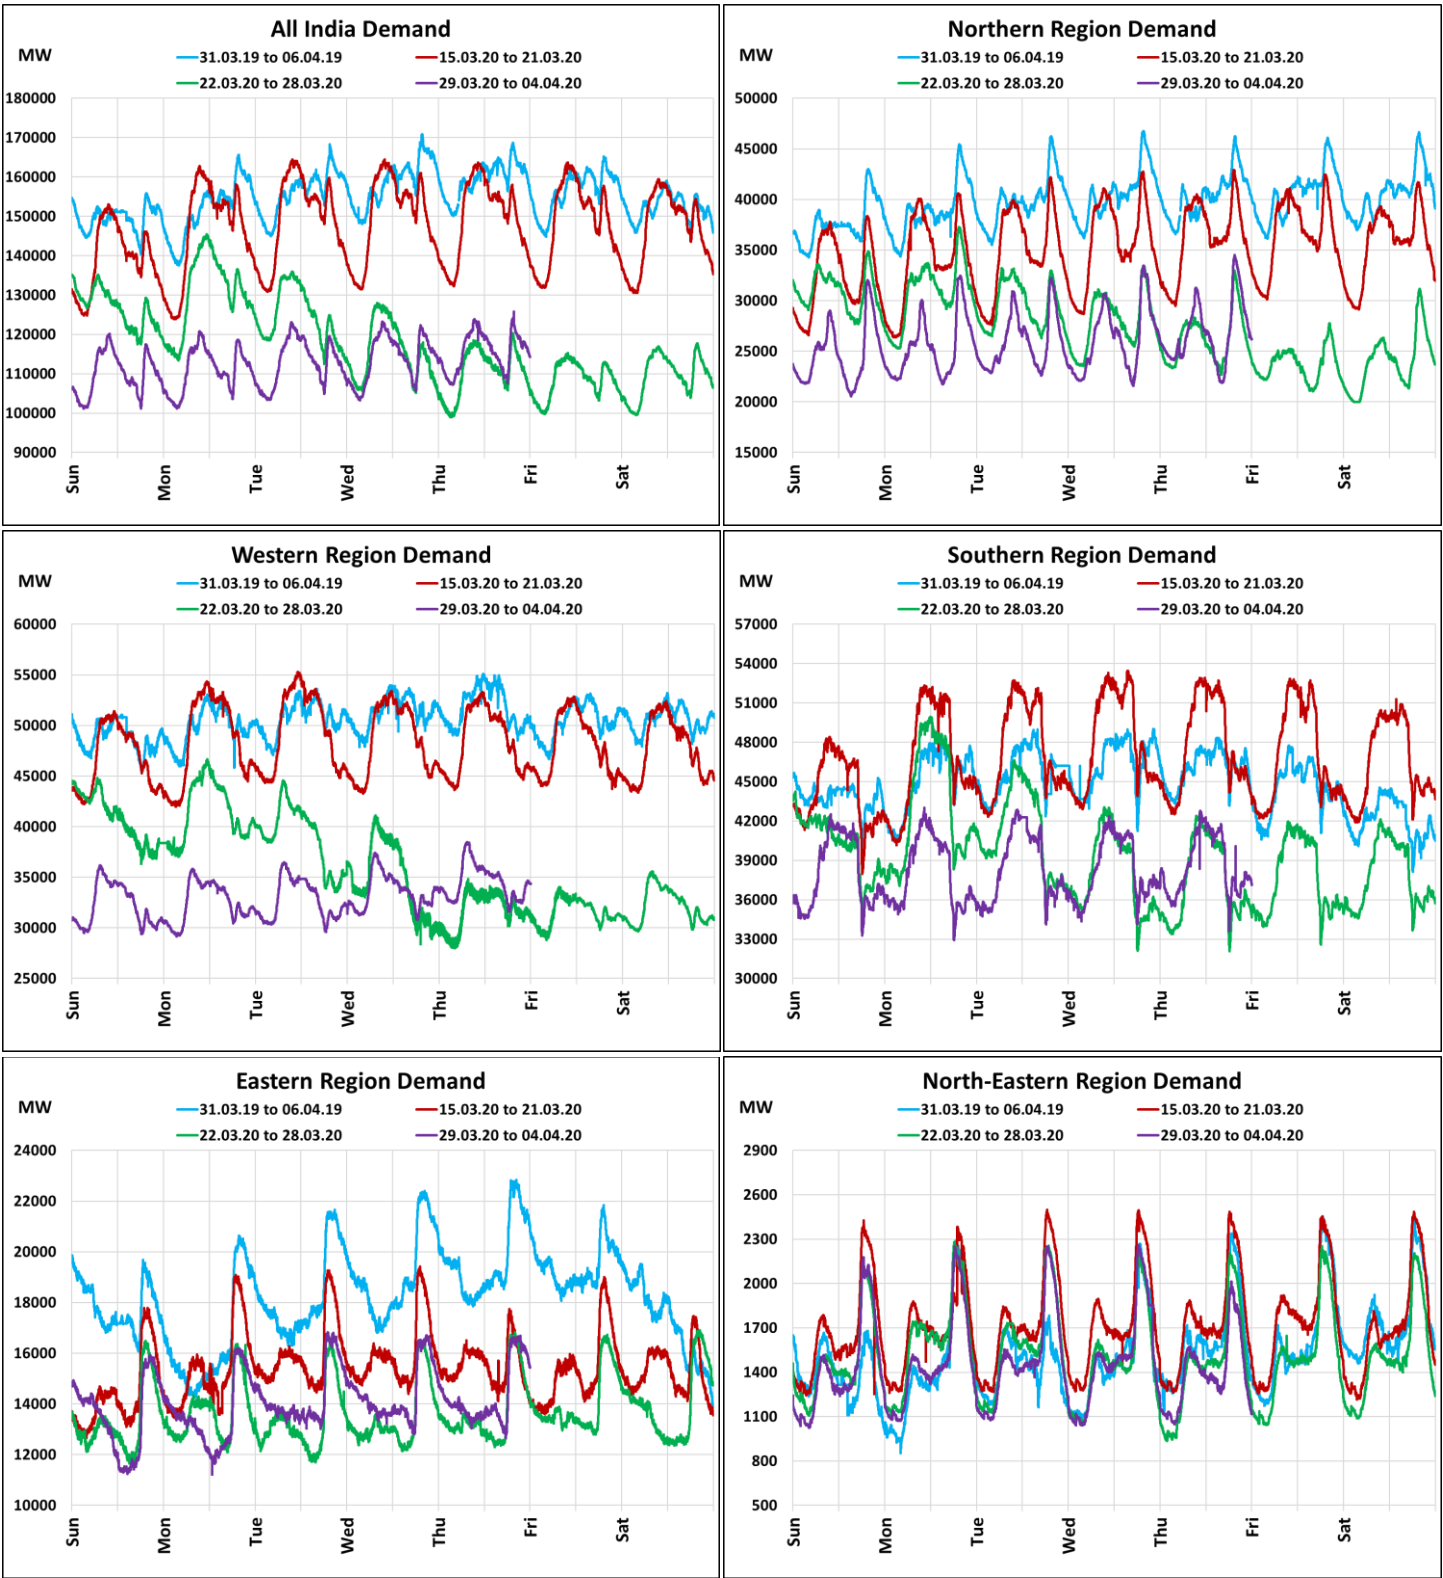 All India Demand
MW
31.03.19 to 06.04.19 15.03.20 to 21.03.20
22.03.20 to 28.03.20 29.03.20 to 04.04.20
180000
170000
160000
150000
140000
130000
120000
110000
100000
90000
Sun Mon Tue Wed Thu Fri Sat
Northern Region Demand
MW
31.03.19 to 06.04.19 15.03.20 to 21.03.20
22.03.20 to 28.03.20 29.03.20 to 04.04.20
50000
45000
40000
35000
30000
25000
20000
15000
Sun Mon Tue Wed Thu Fri Sat
Western Region Demand
MW
31.03.19 to 06.04.19 15.03.20 to 21.03.20
22.03.20 to 28.03.20 29.03.20 to 04.04.20
60000
55000
50000
45000
40000
35000
30000
25000
Sun Mon Tue Wed Thu Fri Sat
Southern Region Demand
MW
31.03.19 to 06.04.19 15.03.20 to 21.03.20
22.03.20 to 28.03.20 29.03.20 to 04.04.20
57000
54000
51000
48000
45000
42000
39000
36000
33000
30000
Sun Mon Tue Wed Thu Fri Sat
Eastern Region Demand
MW
31.03.19 to 06.04.19 15.03.20 to 21.03.20
22.03.20 to 28.03.20 29.03.20 to 04.04.20
24000
22000
20000
18000
16000
14000
12000
10000
Sun Mon Tue Wed Thu Fri Sat
North-Eastern Region Demand
MW
31.03.19 to 06.04.19 15.03.20 to 21.03.20
22.03.20 to 28.03.20 29.03.20 to 04.04.20
2900
2600
2300
2000
1700
1400
1100
800
500
Sun Mon Tue Wed Thu Fri Sat